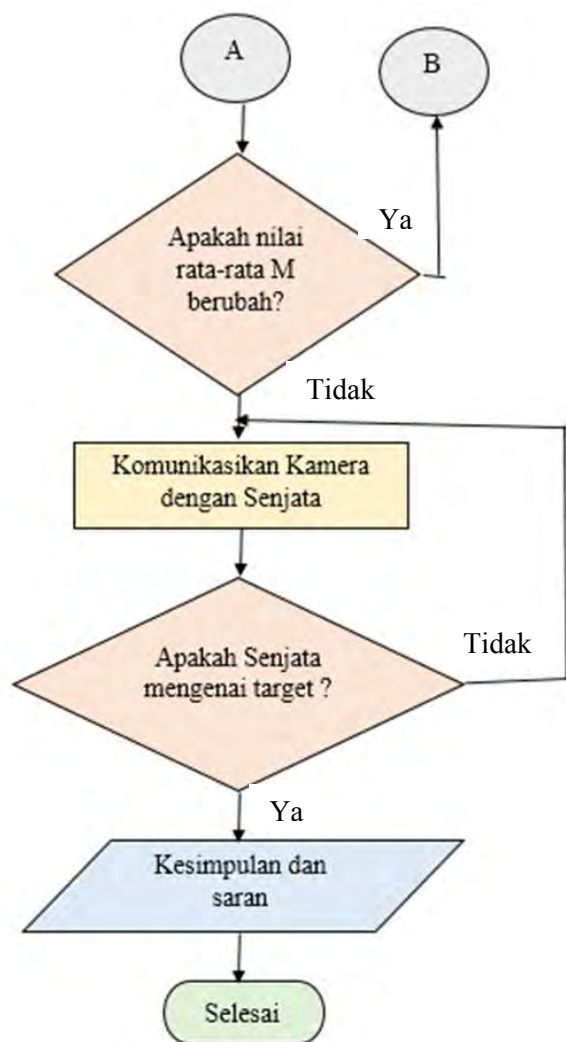 A
B
Ya
Apakah nilai
rata-rata M
berubah?
Tidak
Komunikasikan Kamera
dengan Senjata
Apakah Senjata
mengenai target ?
Tidak
Ya
Kesimpulan dan
saran
Selesai